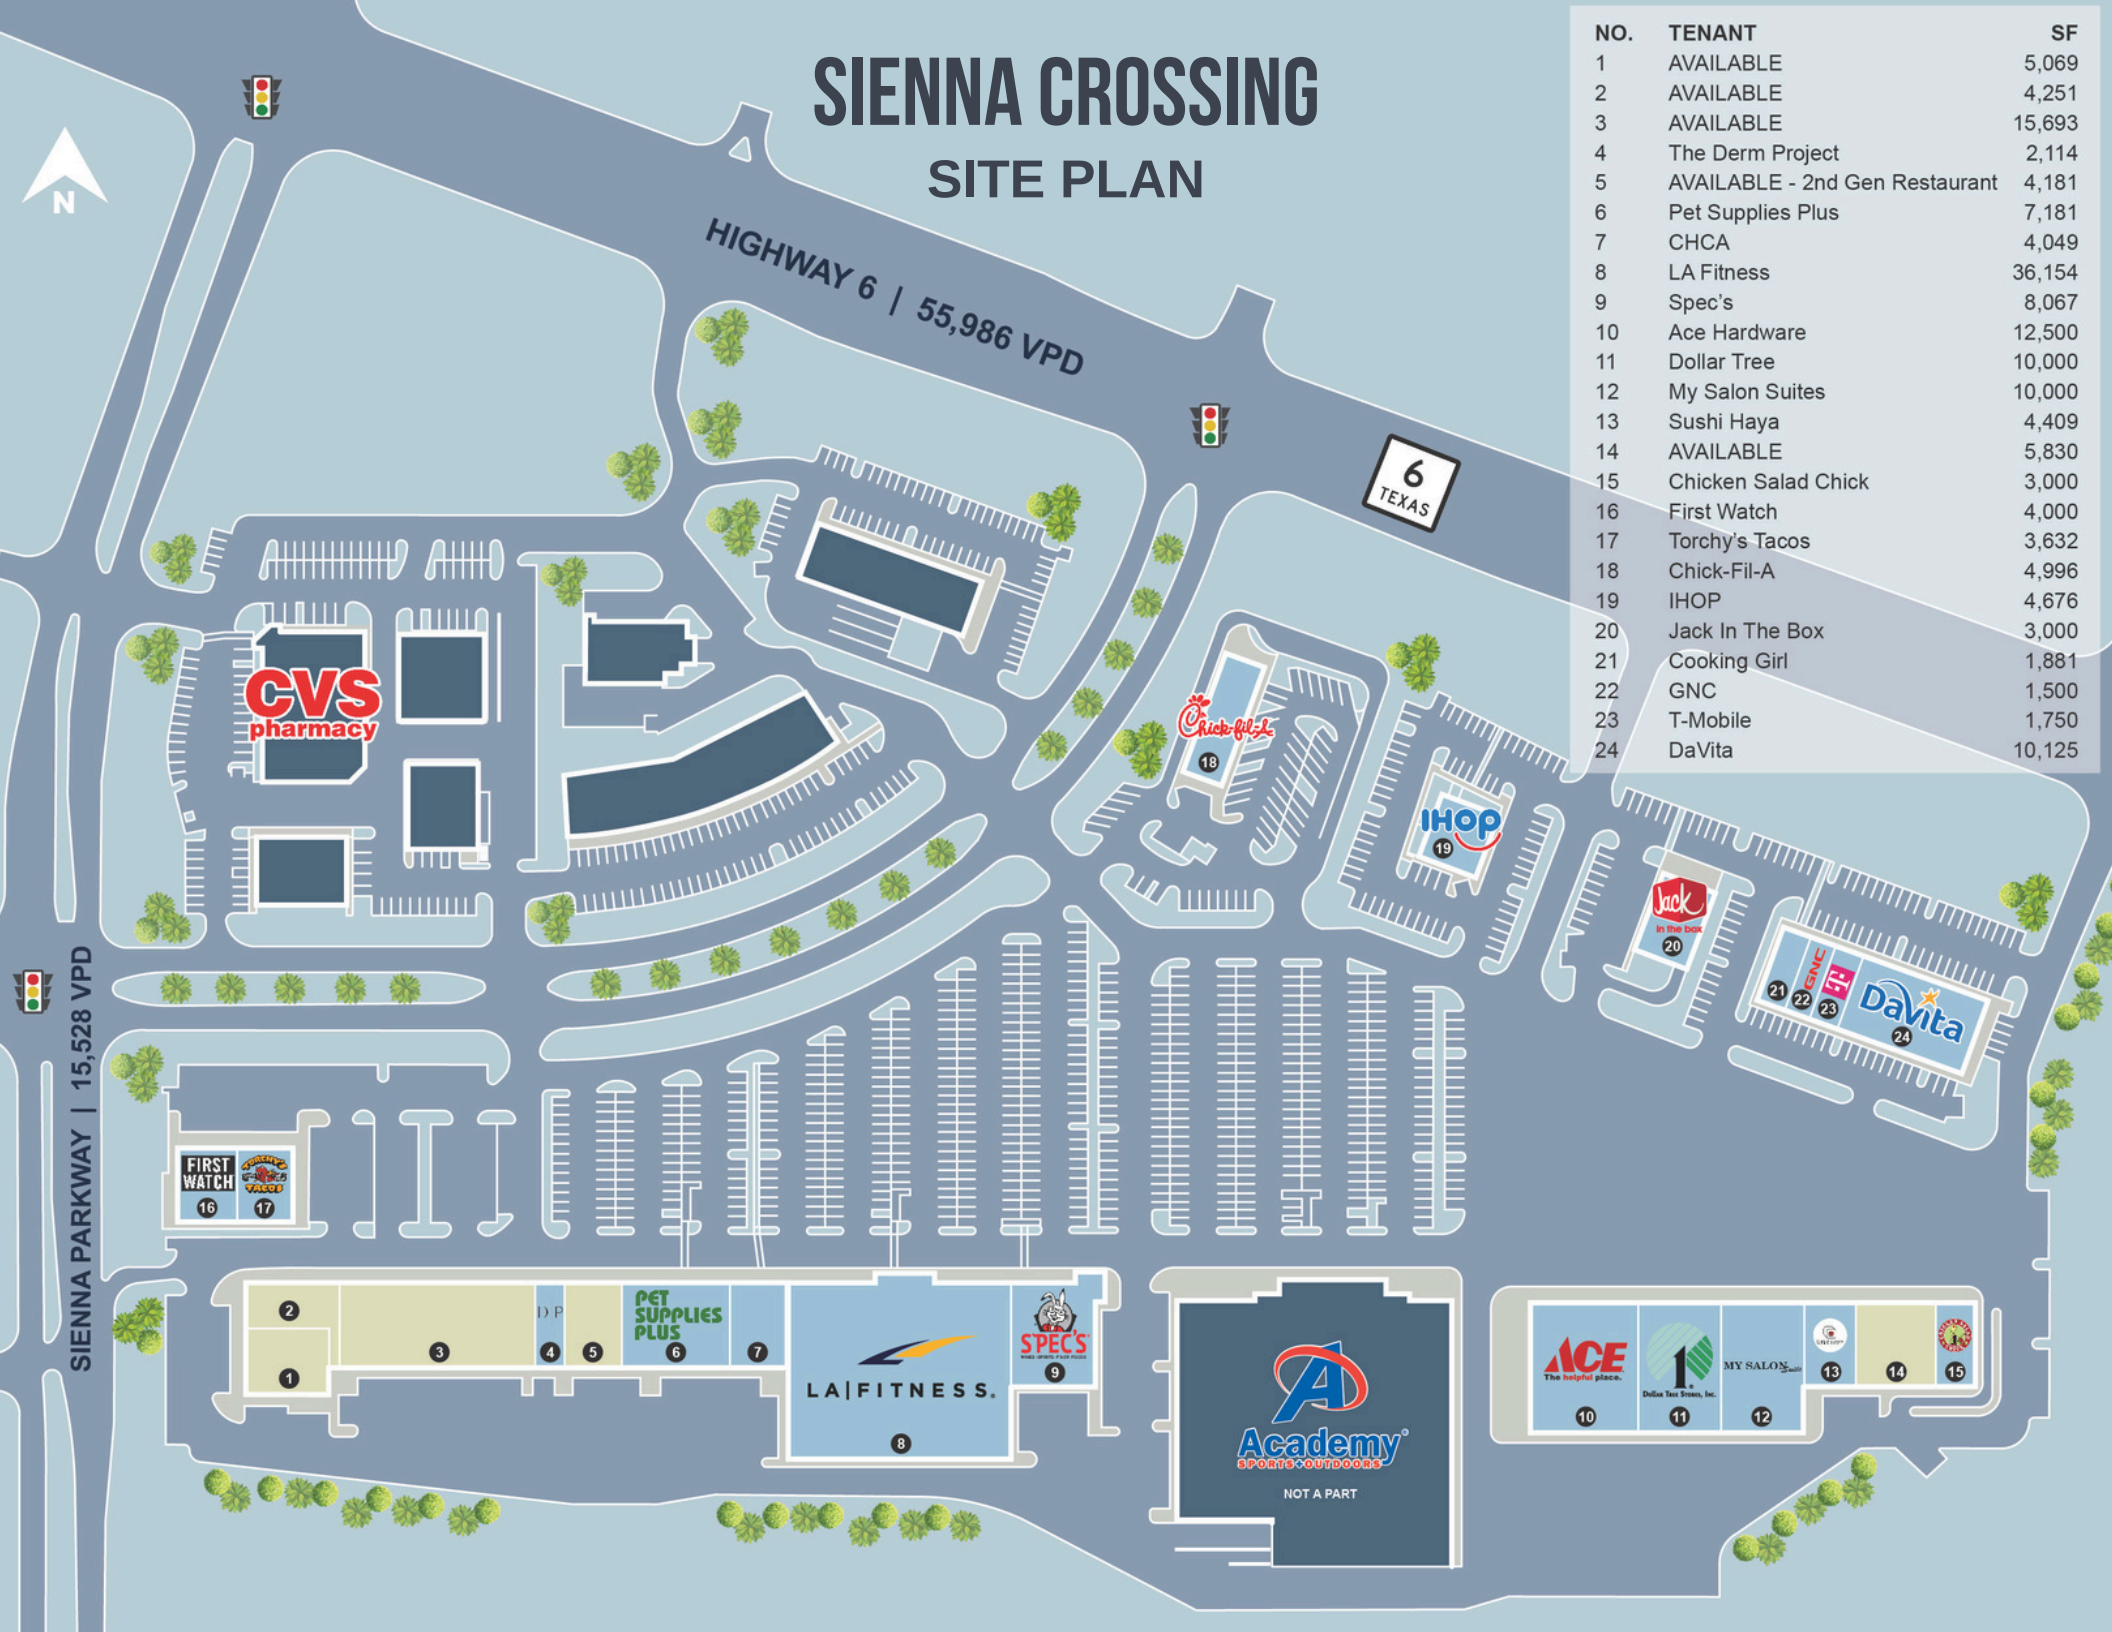 SIENNA CROSSING
SITE PLAN
NO. TENANT SF
1 AVAILABLE 5,069
2 AVAILABLE 4,251
3 AVAILABLE 15,693
4 The Derm Project 2,114
5 AVAILABLE - 2nd Gen Restaurant 4,181
6 Pet Supplies Plus 7,181
7 CHCA 4,049
8 LA Fitness 36,154
9 Spec's 8,067
10 Ace Hardware 12,500
11 Dollar Tree 10,000
12 My Salon Suites 10,000
13 Sushi Haya 4,409
14 AVAILABLE 5,830
15 Chicken Salad Chick 3,000
16 First Watch 4,000
17 Torchy's Tacos 3,632
18 Chick-Fil-A 4,996
19 IHOP 4,676
20 Jack In The Box 3,000
21 Cooking Girl 1,881
22 GNC 1,500
23 T-Mobile 1,750
24 DaVita 10,125
N
HIGHWAY 6 | 55,986 VPD
6
TEXAS
CVS
pharmacy
Chick-fil-A
18
IHOP
19
Jack
in the box
20
GNC
T
DaVita
21
22
23
24
SIENNA PARKWAY | 15,528 VPD
FIRST
WATCH
16
TORCHY'S
TACOS
17
2
1
3
DP
4
5
PET
SUPPLIES
PLUS
6
7
LA|FITNESS.
8
SPEC'S
9
Academy
SPORTS+OUTDOORS
NOT A PART
ACE
The helpful place.
10
1
Dollar Tree Stores, Inc.
11
MY SALON Suite
12
13
14
15